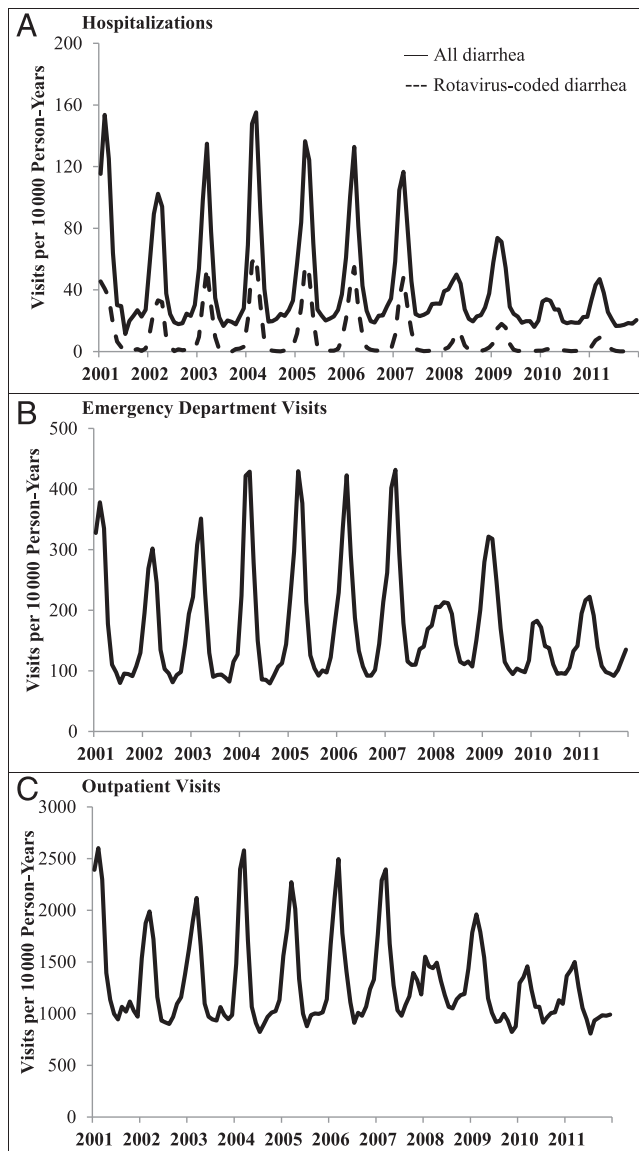 A Hospitalizations
200
160
120
80
40
0
Visits per 10 000 Person-Years
All diarrhea
Rotavirus-coded diarrhea
2001 2002 2003 2004 2005 2006 2007 2008 2009 2010 2011
B Emergency Department Visits
500
400
300
200
100
0
Visits per 10 000 Person-Years
2001 2002 2003 2004 2005 2006 2007 2008 2009 2010 2011
C Outpatient Visits
3000
2500
2000
1500
1000
500
0
Visits per 10 000 Person-Years
2001 2002 2003 2004 2005 2006 2007 2008 2009 2010 2011